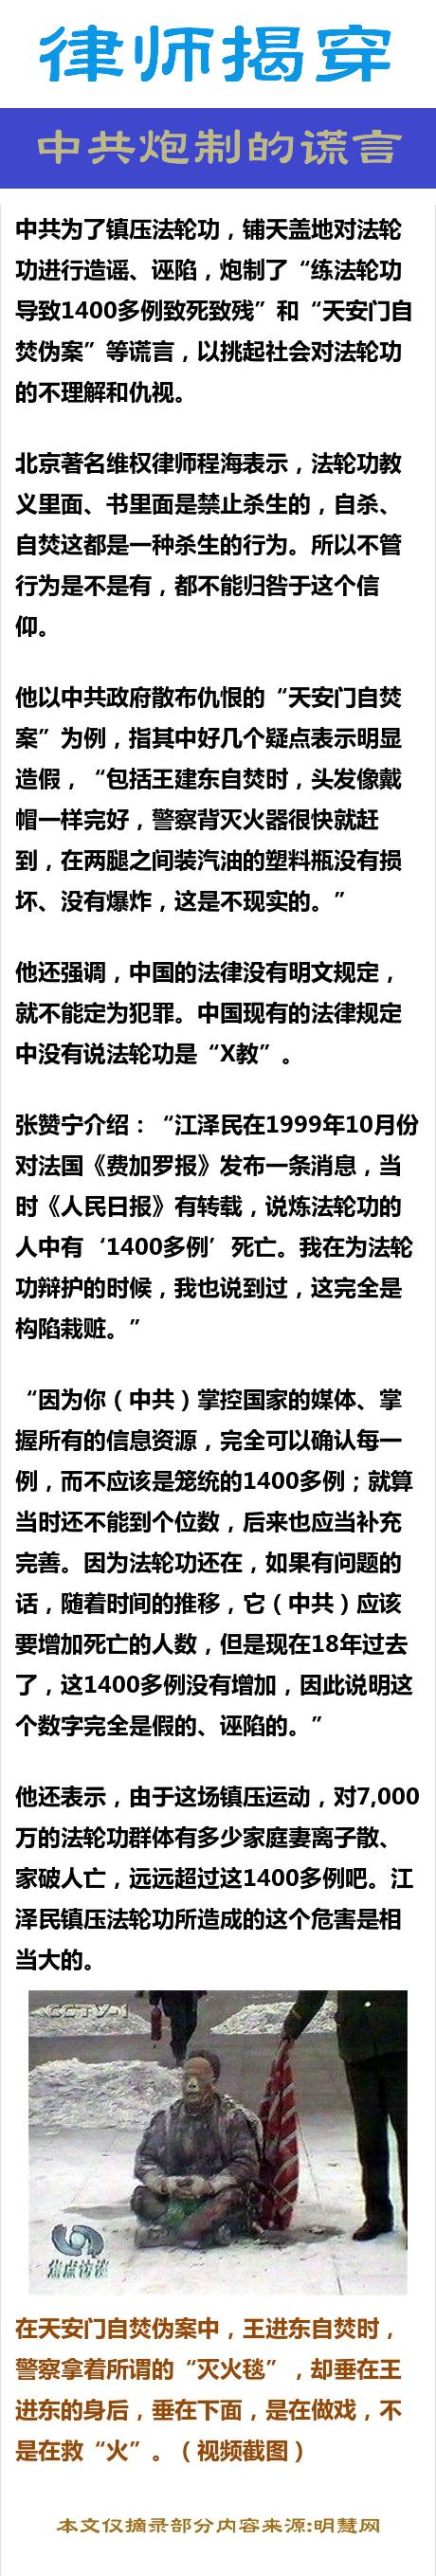 律师揭穿
中共炮制的谎言
中共为了镇压法轮功，铺天盖地对法轮
功进行造谣、诬陷，炮制了“练法轮功
导致1400多例致死致残”和“天安门自
焚伪案”等谎言，以挑起社会对法轮功
的不理解和仇视。
北京著名维权律师程海表示，法轮功教
义里面、书里面是禁止杀生的，自杀、
自焚这都是一种杀生的行为。所以不管
行为是不是有，都不能归咎于这个信
仰。
他以中共政府散布仇恨的“天安门自焚
案”为例，指其中好几个疑点表示明显
造假，“包括王建东自焚时，头发像戴
帽一样完好，警察背灭火器很快就赶
到，在两腿之间装汽油的塑料瓶没有损
坏、没有爆炸，这是不现实的。”
他还强调，中国的法律没有明文规定，
就不能定为犯罪。中国现有的法律规定
中没有说法轮功是“X教”。
张赞宁介绍：“江泽民在1999年10月份
对法国《费加罗报》发布一条消息，当
时《人民日报》有转载，说炼法轮功的
人中有‘1400多例’死亡。我在为法轮
功辩护的时候，我也说到过，这完全是
构陷栽赃。”
“因为你（中共）掌控国家的媒体、掌
握所有的信息资源，完全可以确认每一
例，而不应该是笼统的1400多例；就算
当时还不能到个位数，后来也应当补充
完善。因为法轮功还在，如果有问题的
话，随着时间的推移，它（中共）应该
要增加死亡的人数，但是现在18年过去
了，这1400多例没有增加，因此说明这
个数字完全是假的、诬陷的。”
他还表示，由于这场镇压运动，对7,000
万的法轮功群体有多少家庭妻离子散、
家破人亡，远远超过这1400多例吧。江
泽民镇压法轮功所造成的这个危害是相
当大的。
CCTV-1
焦点访谈
在天安门自焚伪案中，王进东自焚时，
警察拿着所谓的“灭火毯”，却垂在王
进东的身后，垂在下面，是在做戏，不
是在救“火”。（视频截图）
本文仅摘录部分内容来源:明慧网